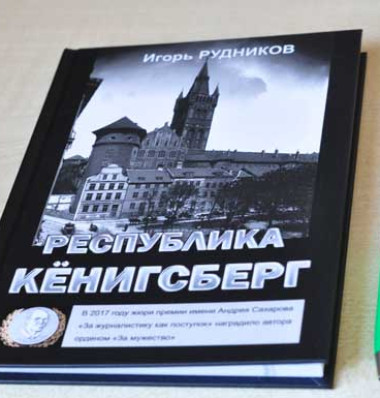 Игорь РУДНИКОВ
РЕСПУБЛИКА
КЁНИГСБЕРГ
В 2017 году жюри премии имени Андрея Сахарова
«За журналистику как поступок» наградило автора
орденом «За мужество»